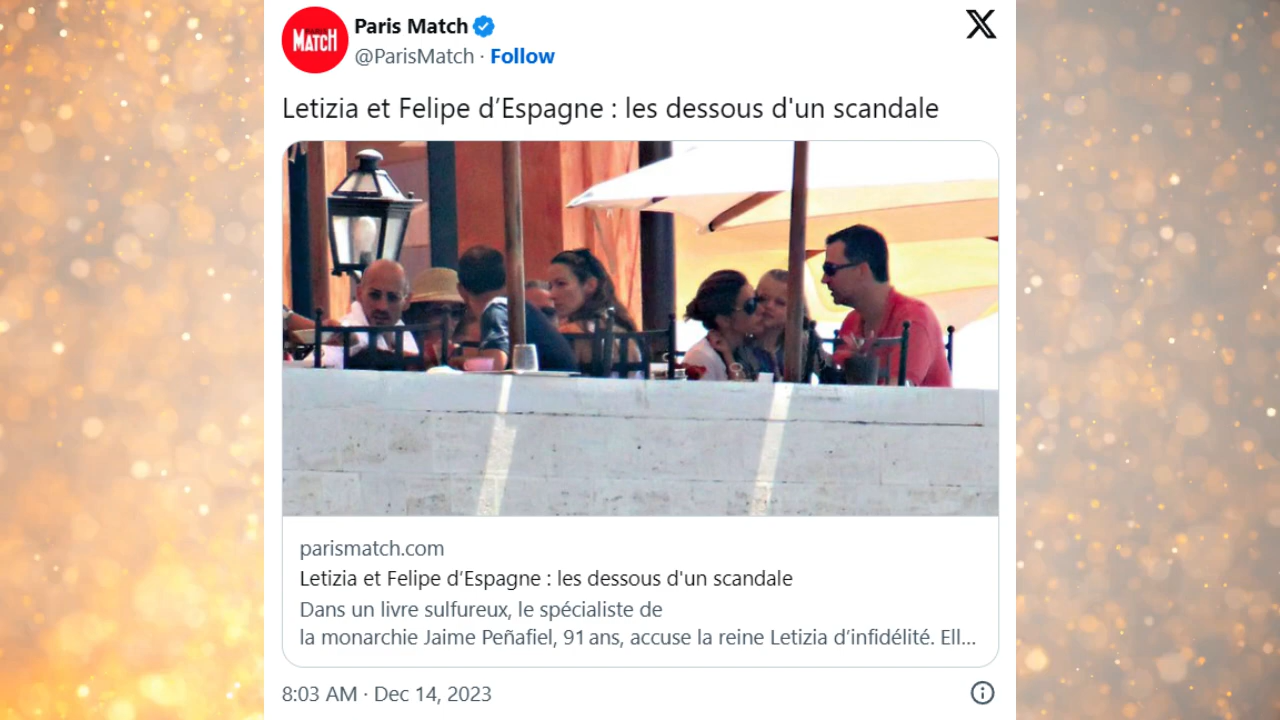 PARIS
MATCH
Paris Match
@ParisMatch · Follow
Letizia et Felipe d’Espagne : les dessous d'un scandale
parismatch.com
Letizia et Felipe d’Espagne : les dessous d'un scandale
Dans un livre sulfureux, le spécialiste de
la monarchie Jaime Peñafiel, 91 ans, accuse la reine Letizia d’infidélité. Ell...
8:03 AM · Dec 14, 2023